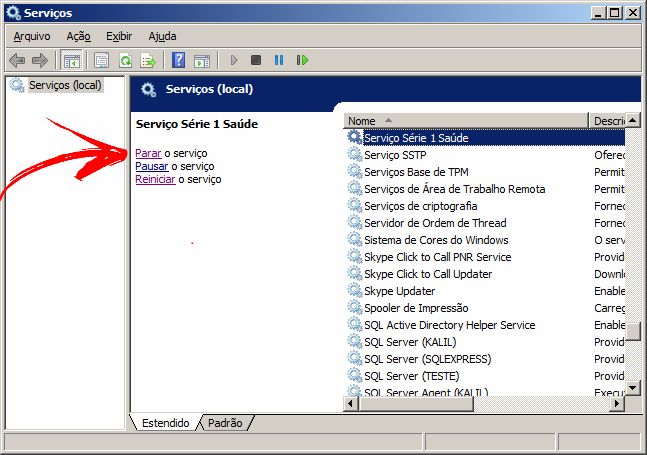 Serviços
Arquivo Ação Exibir Ajuda
Serviços (local)
Serviços (local)
Serviço Série 1 Saúde
Parar o serviço
Pausar o serviço
Reiniciar o serviço
Nome Descriç
Serviço Série 1 Saúde
Serviço SSTP Oferec
Serviços Base de TPM Permit
Serviços de Área de Trabalho Remota Permit
Serviços de criptografia Fornec
Servidor de Ordem de Thread Fornec
Sistema de Cores do Windows O serv
Skype Click to Call PNR Service Provid
Skype Click to Call Updater Downl
Skype Updater Enable
Spooler de Impressão Carreg
SQL Active Directory Helper Service Enable
SQL Server (KALIL) Provid
SQL Server (SQLEXPRESS) Provid
SQL Server (TESTE) Provid
SQL Server Agent (KALIL) Execut
Estendido Padrão